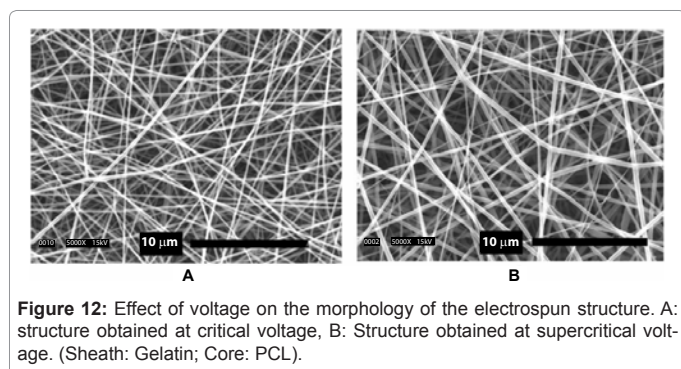 0010 5000X 15kV 10 μm
0002 5000X 15kV 10 μm
A
B
Figure 12: Effect of voltage on the morphology of the electrospun structure. A:
structure obtained at critical voltage, B: Structure obtained at supercritical volt-
age. (Sheath: Gelatin; Core: PCL).